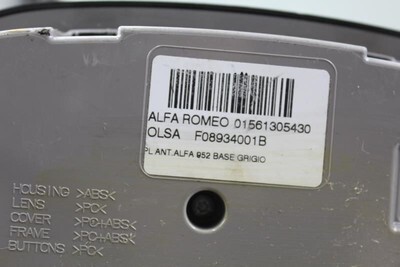 ALFA ROMEO 01561305430
OLSA F08934001B
PL.ANT.ALFA 952 BASE GRIGIO
HOUSING >ABS<
LENS >PC<
COVER >PC+ABS<
FRAME >PC+ABS<
BUTTONS >PC<